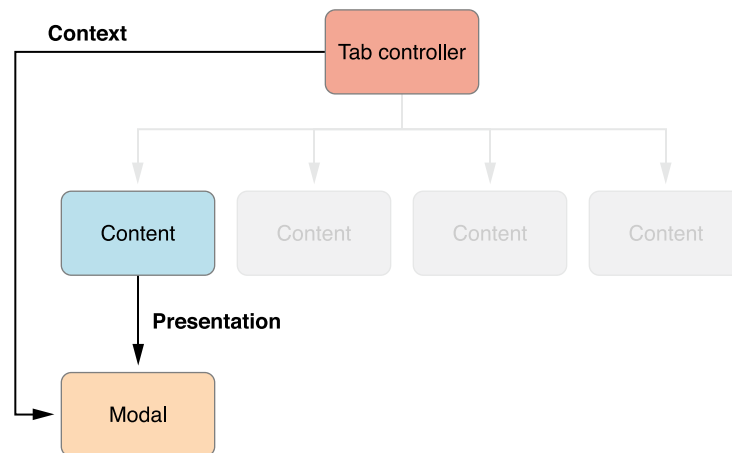 Context
Tab controller
Content
Content
Content
Content
Presentation
Modal